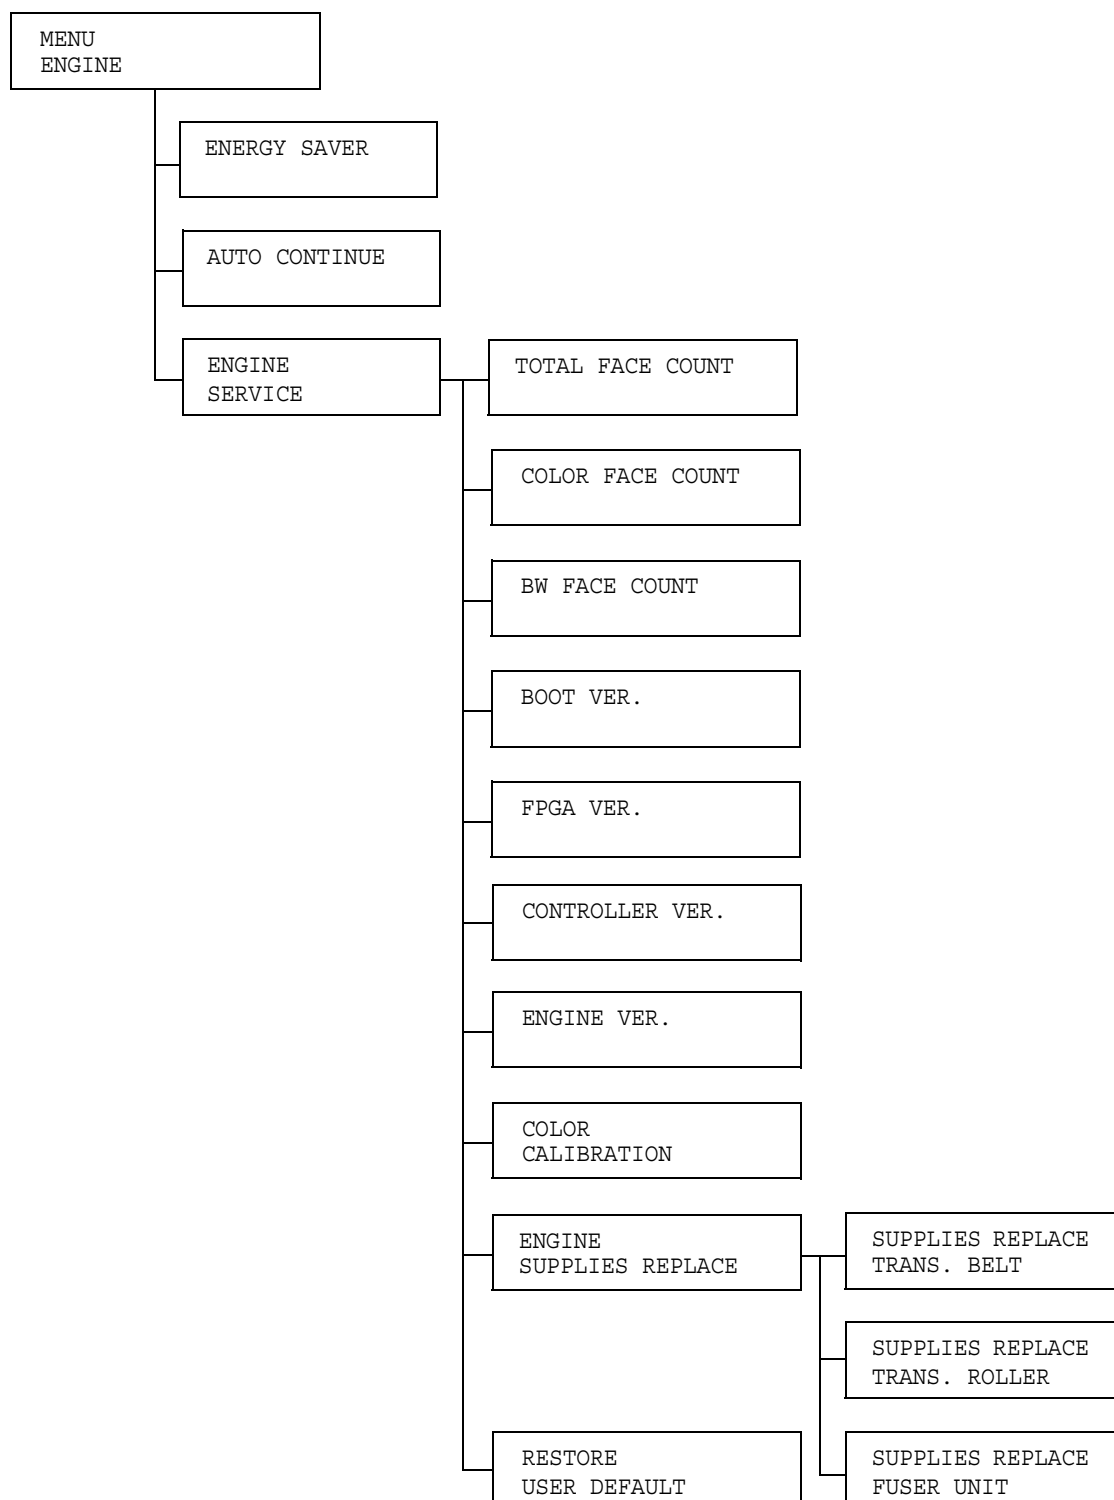 MENU
ENGINE
ENERGY SAVER
AUTO CONTINUE
ENGINE
SERVICE
TOTAL FACE COUNT
COLOR FACE COUNT
BW FACE COUNT
BOOT VER.
FPGA VER.
CONTROLLER VER.
ENGINE VER.
COLOR
CALIBRATION
ENGINE
SUPPLIES REPLACE
SUPPLIES REPLACE
TRANS. BELT
SUPPLIES REPLACE
TRANS. ROLLER
SUPPLIES REPLACE
FUSER UNIT
RESTORE
USER DEFAULT